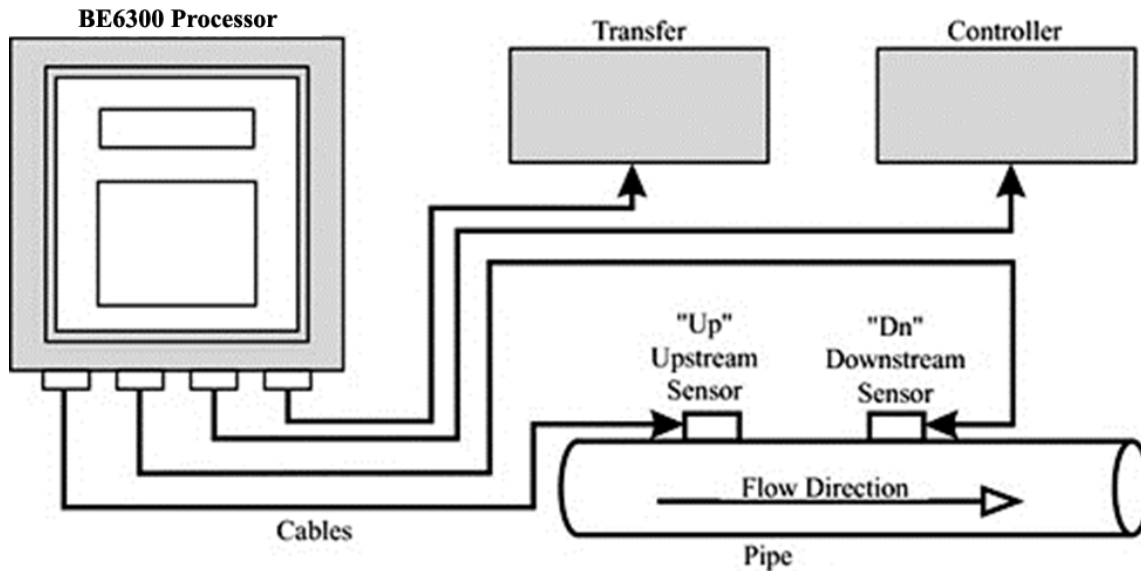 BE6300 Processor
Transfer
Controller
"Up"
Upstream
Sensor
"Dn"
Downstream
Sensor
Flow Direction
Cables
Pipe